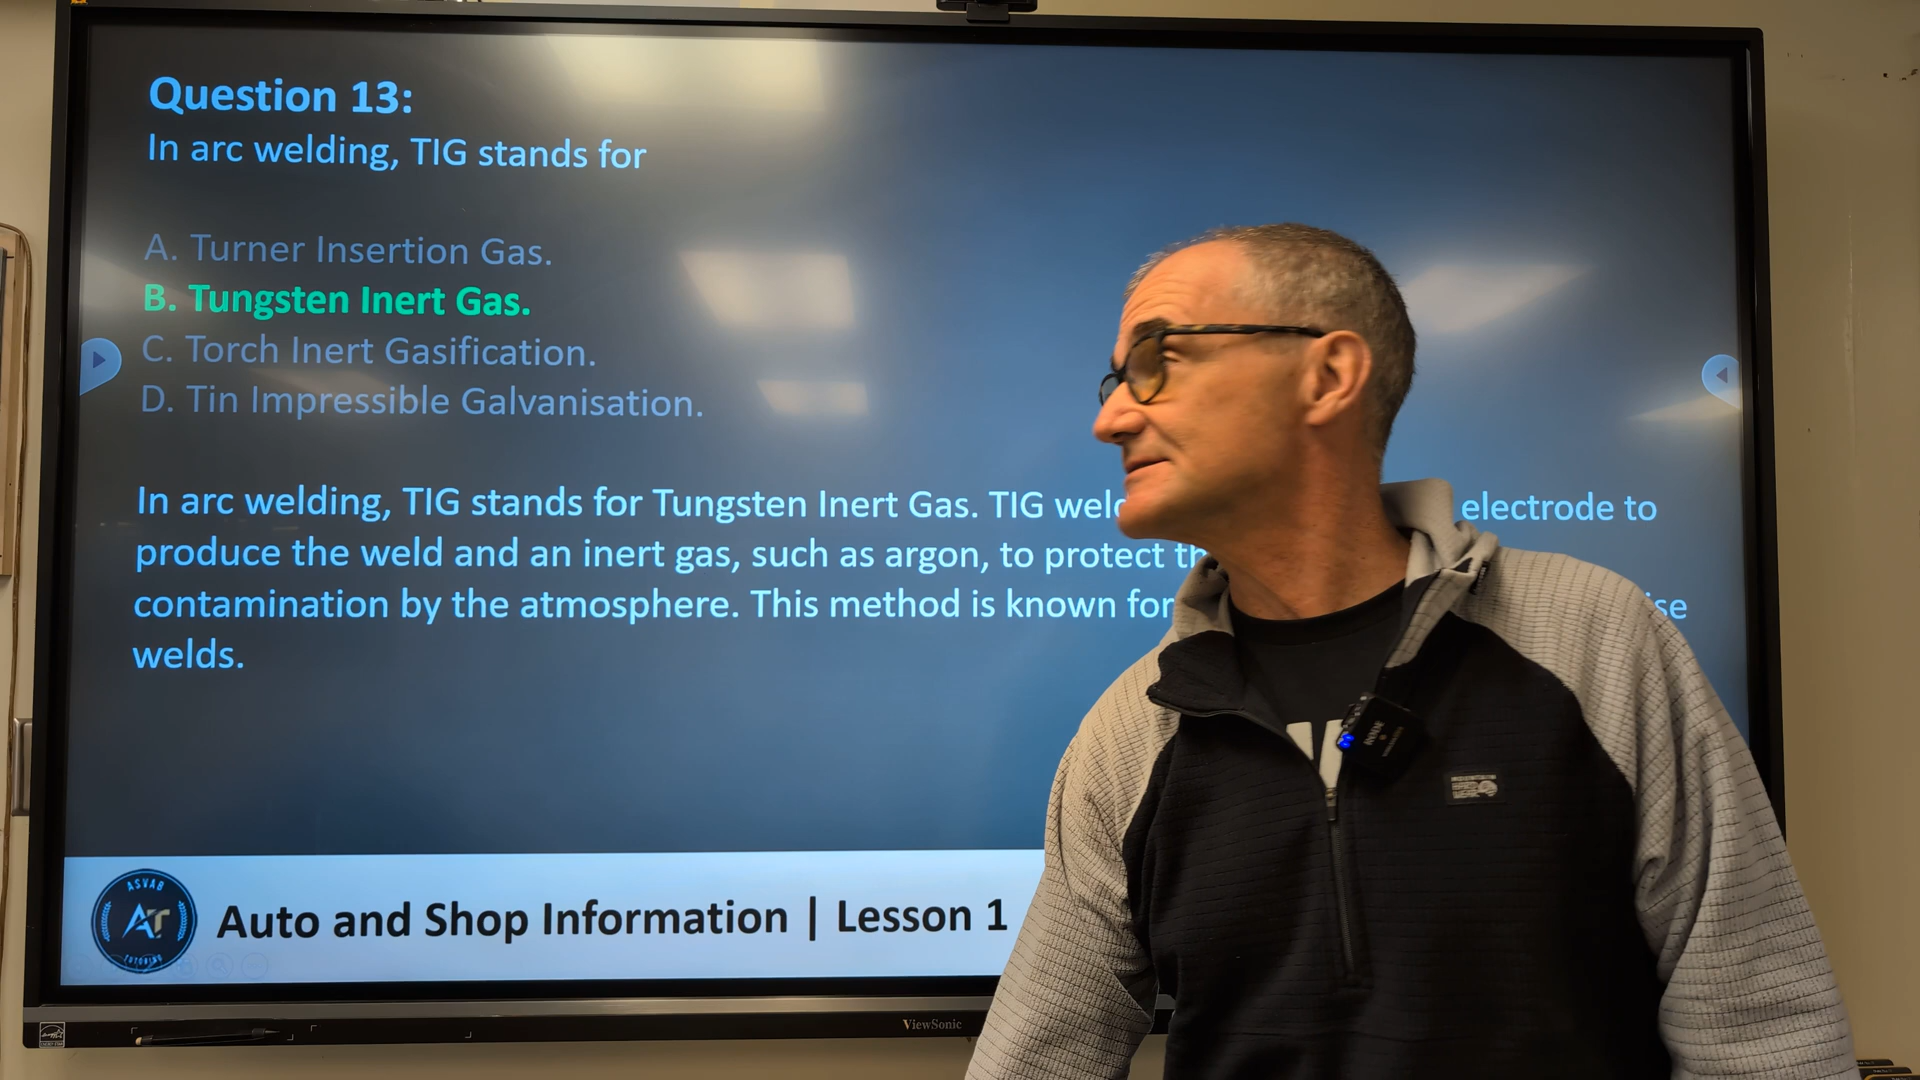 Question 13:
In arc welding, TIG stands for
A. Turner Insertion Gas.
B. Tungsten Inert Gas.
C. Torch Inert Gasification.
D. Tin Impressible Galvanisation.
In arc welding, TIG stands for Tungsten Inert Gas. TIG electrode to
produce the weld and an inert gas, such as argon, to protect
contamination by the atmosphere. This method is known for
welds.
ASVAB
AT
TUTORING
Auto and Shop Information | Lesson 1
ViewSonic